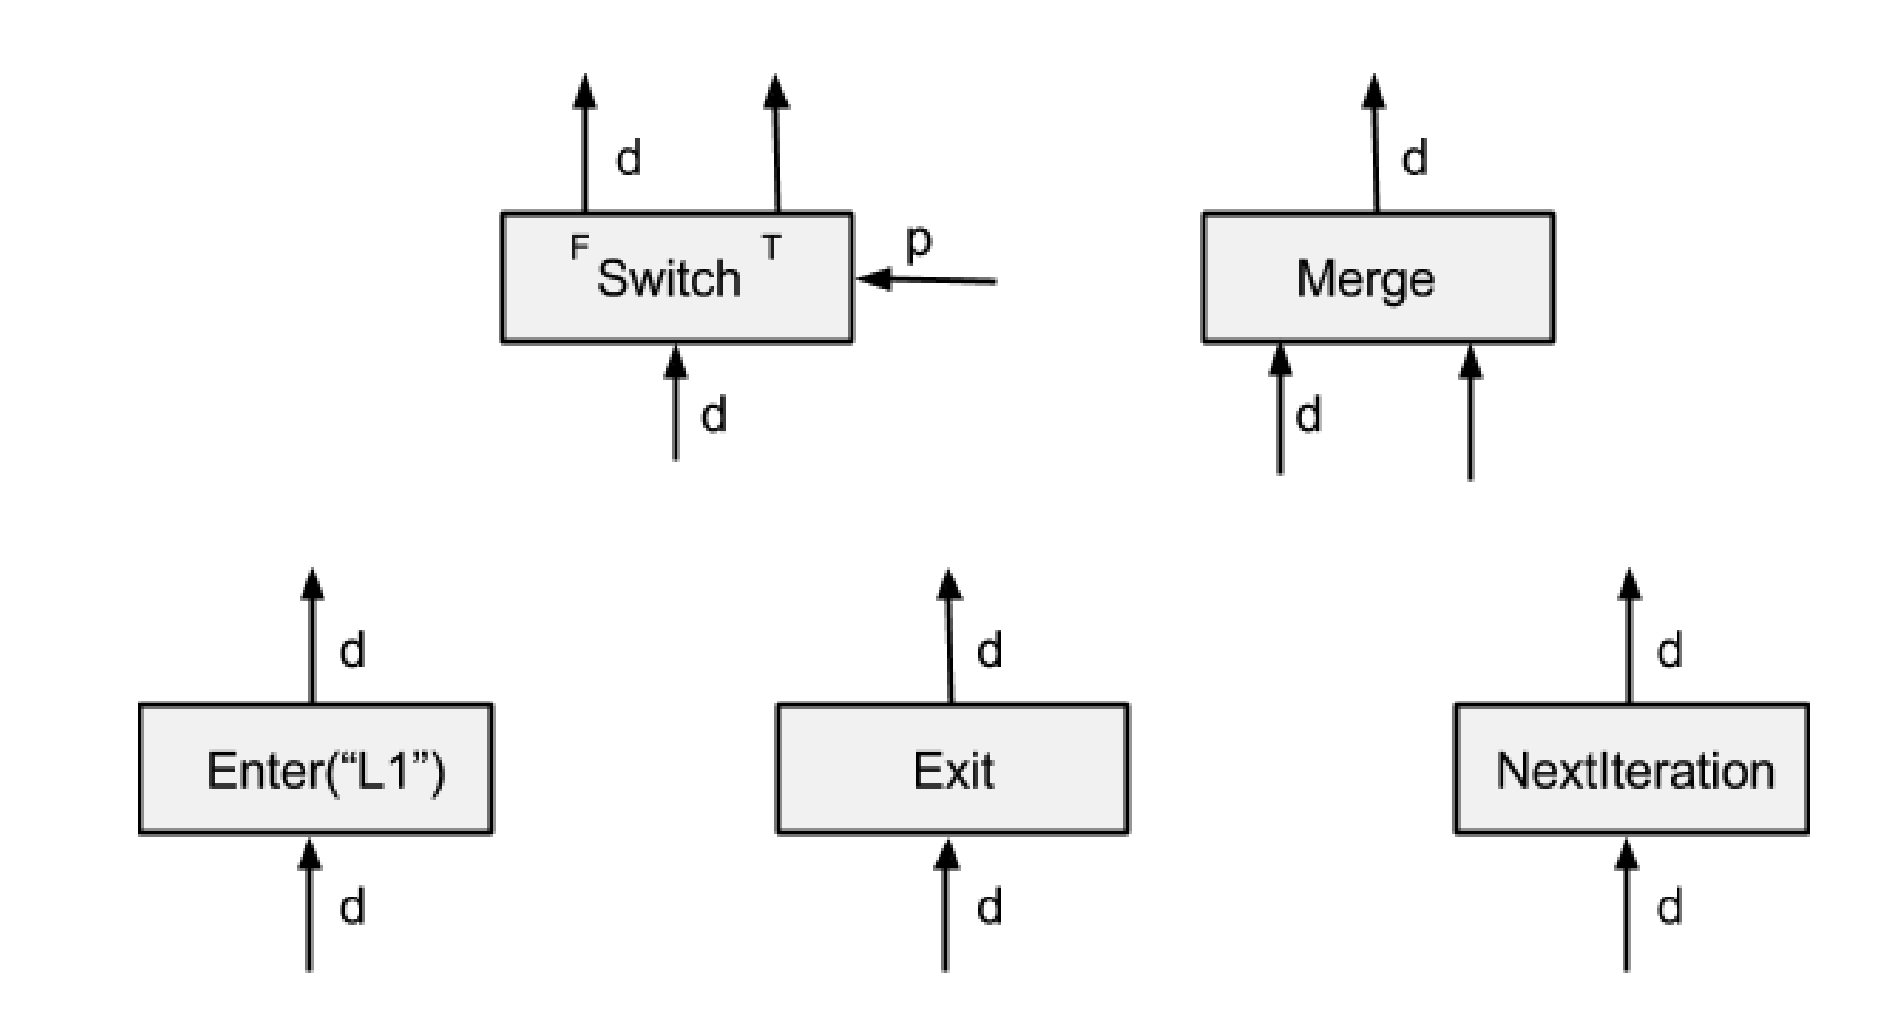 d
d
F
T
p
Switch
Merge
d
d
d
d
d
Enter(“L1”)
Exit
NextIteration
d
d
d